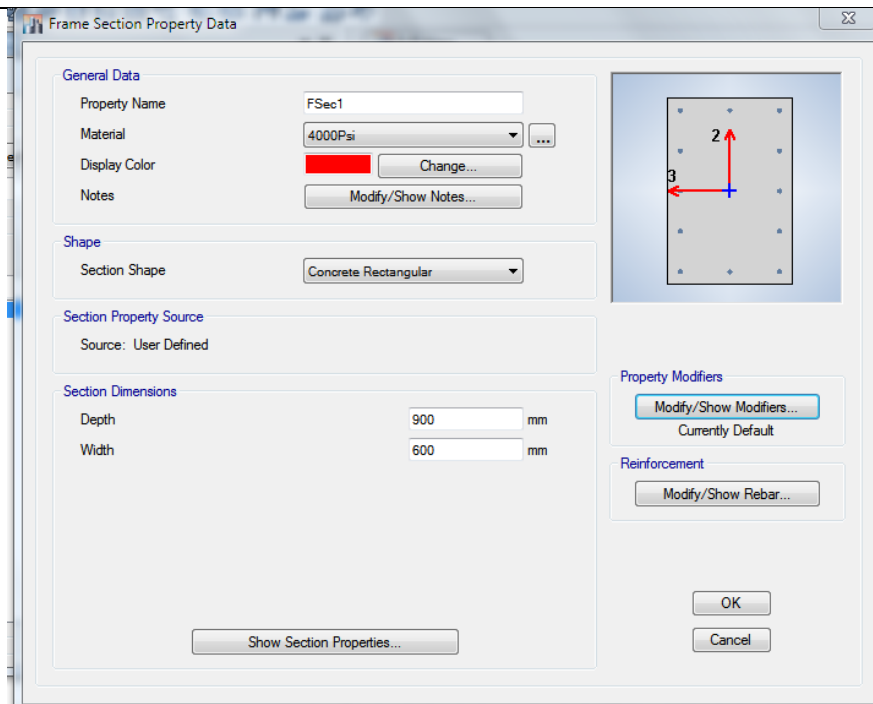 Frame Section Property Data
General Data
Property Name FSec1
Material 4000Psi ...
Display Color Change...
Notes Modify/Show Notes...
Shape
Section Shape Concrete Rectangular
Section Property Source
Source: User Defined
Section Dimensions
Depth 900 mm
Width 600 mm
Show Section Properties...
2
3
Property Modifiers
Modify/Show Modifiers...
Currently Default
Reinforcement
Modify/Show Rebar...
OK
Cancel